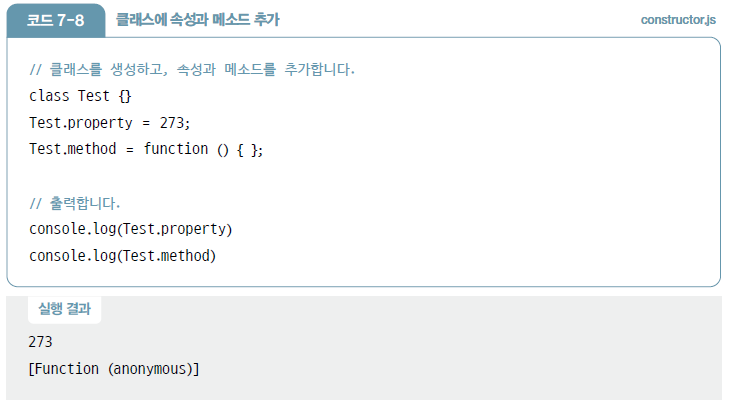 코드 7-8 클래스에 속성과 메소드 추가 constructor.js
// 클래스를 생성하고, 속성과 메소드를 추가합니다.
class Test {}
Test.property = 273;
Test.method = function () { };
// 출력합니다.
console.log(Test.property)
console.log(Test.method)
실행 결과
273
[Function (anonymous)]